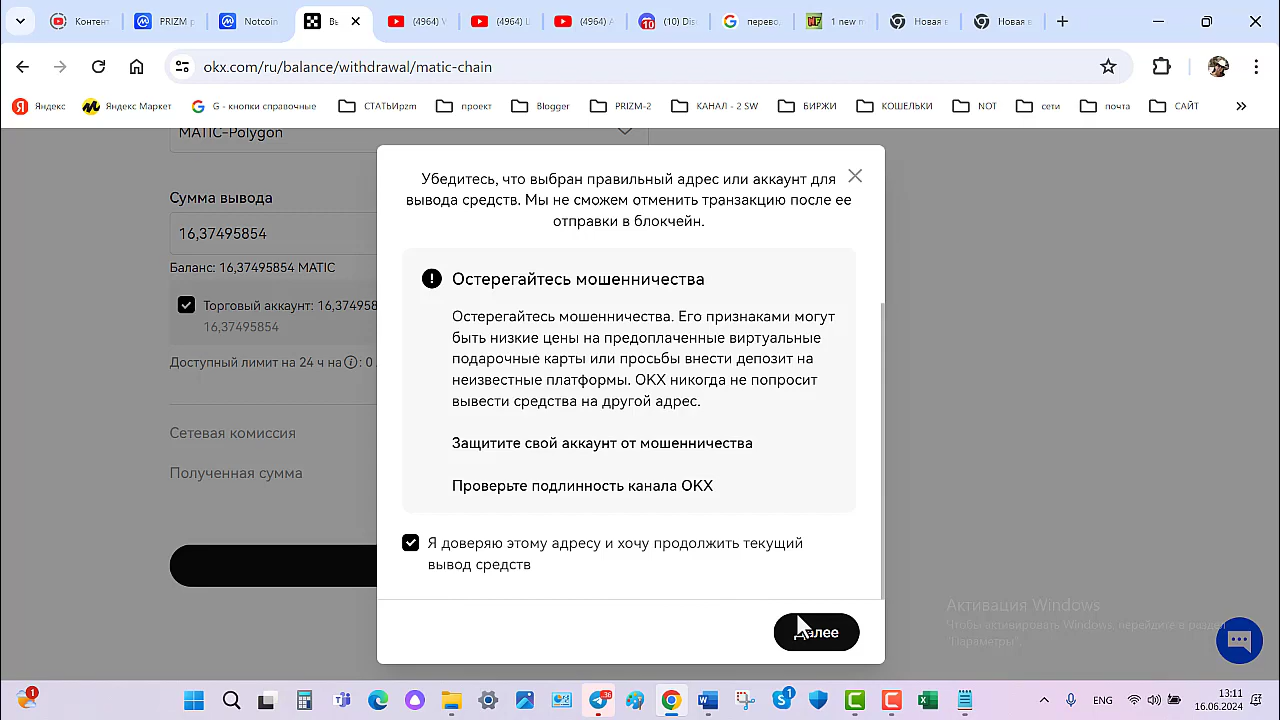 Контен
PRIZM р
Notcoin
Вы
(4964) V
(4964) L
(4964) A
(10) Dis
перево
1 new m
Новая в
Новая в
okx.com/ru/balance/withdrawal/matic-chain
Яндекс
Яндекс Маркет
G - кнопки справочные
СТАТЬИрzm
проект
Blogger
PRIZM-2
КАНАЛ - 2 SW
БИРЖИ
КОШЕЛЬКИ
NOT
сети
почта
САЙТ
MATIC-Polygon
Сумма вывода
16,37495854
Баланс: 16,37495854 MATIC
Торговый аккаунт: 16,374958
16,37495854
Доступный лимит на 24 ч на : 0
Сетевая комиссия
Полученная сумма
Убедитесь, что выбран правильный адрес или аккаунт для
вывода средств. Мы не сможем отменить транзакцию после ее
отправки в блокчейн.
Остерегайтесь мошенничества
Остерегайтесь мошенничества. Его признаками могут
быть низкие цены на предоплаченные виртуальные
подарочные карты или просьбы внести депозит на
неизвестные платформы. OKX никогда не попросит
вывести средства на другой адрес.
Защитите свой аккаунт от мошенничества
Проверьте подлинность канала OKX
Я доверяю этому адресу и хочу продолжить текущий
вывод средств
Далее
Активация Windows
Чтобы активировать Windows, перейдите в раздел
"Параметры".
1
36
1
ENG
13:11
16.06.2024